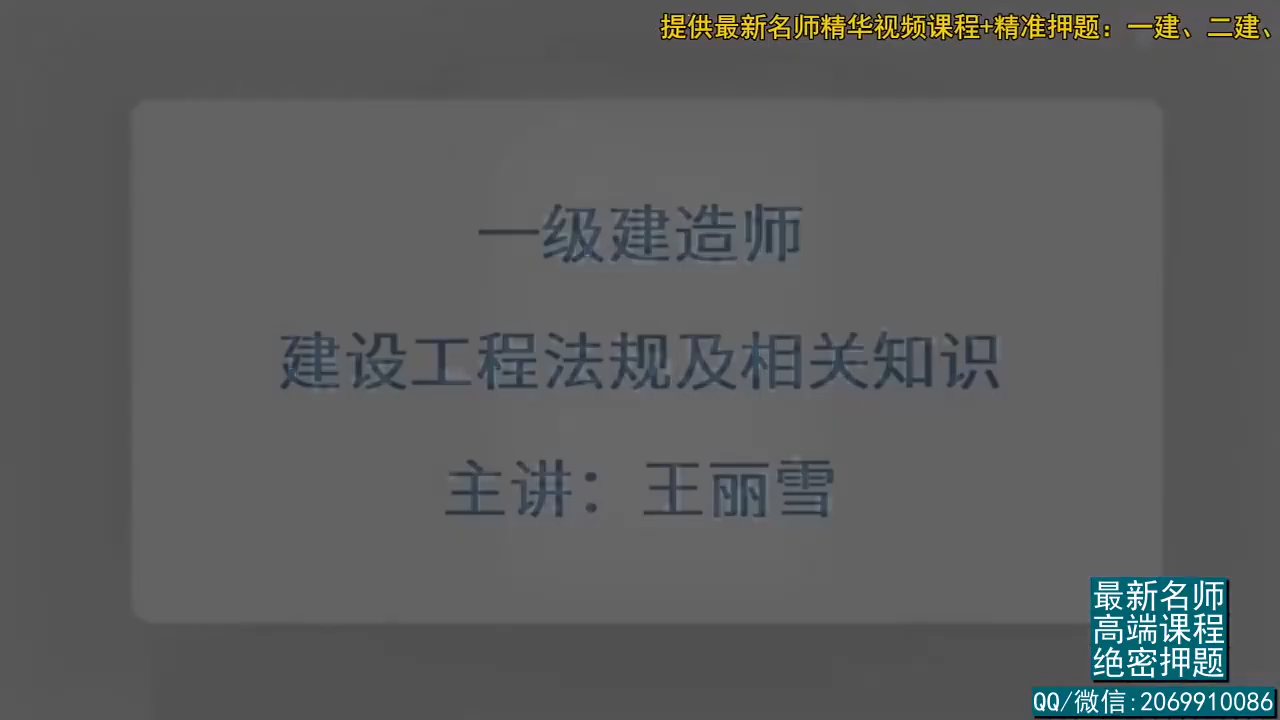 提供最新名师精华视频课程+精准押题：一建、二建、
一级建造师
建设工程法规及相关知识
主讲：王丽雪
最新名师
高端课程
绝密押题
QQ/微信:2069910086